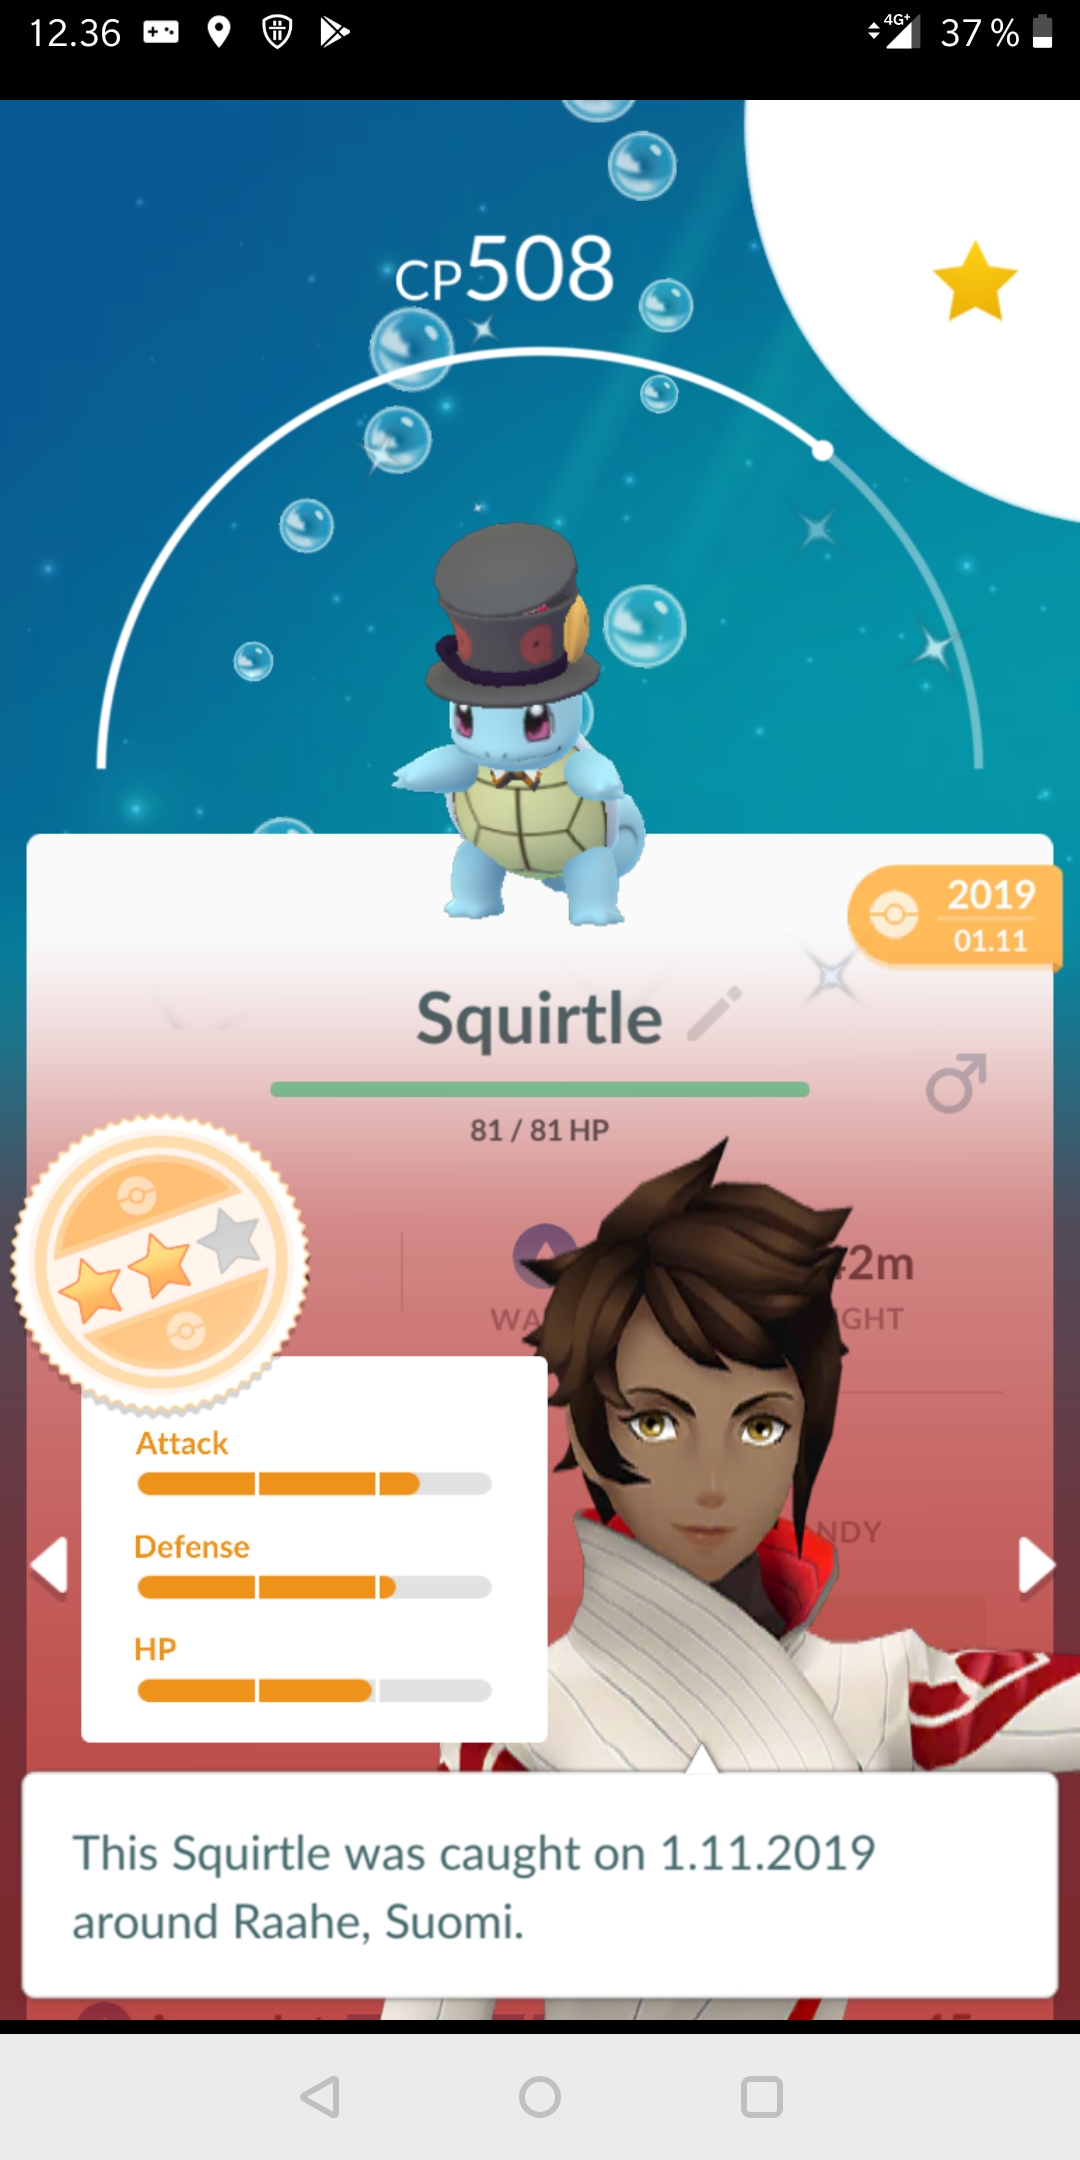 12.36 4G+ 37 %
CP508
2019
01.11
Squirtle
81 / 81 HP
2m
WA GHT
Attack
NDY
Defense
HP
This Squirtle was caught on 1.11.2019
around Raahe, Suomi.